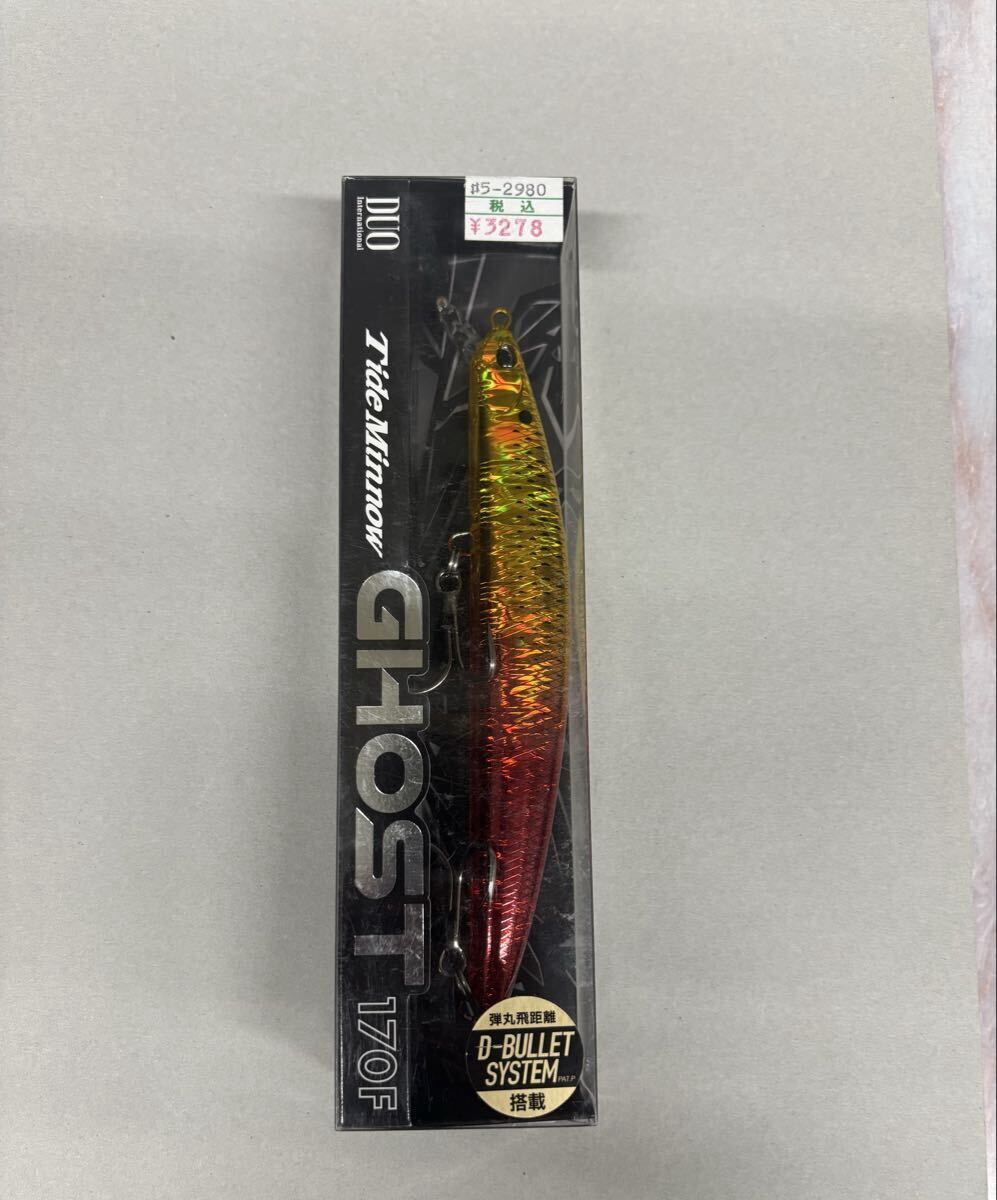 #5-2980
税込
¥3278
DUO
International
Tide Minnow
GHOST
170F
弾丸飛距離
D-BULLET
SYSTEM PAT.P
搭載